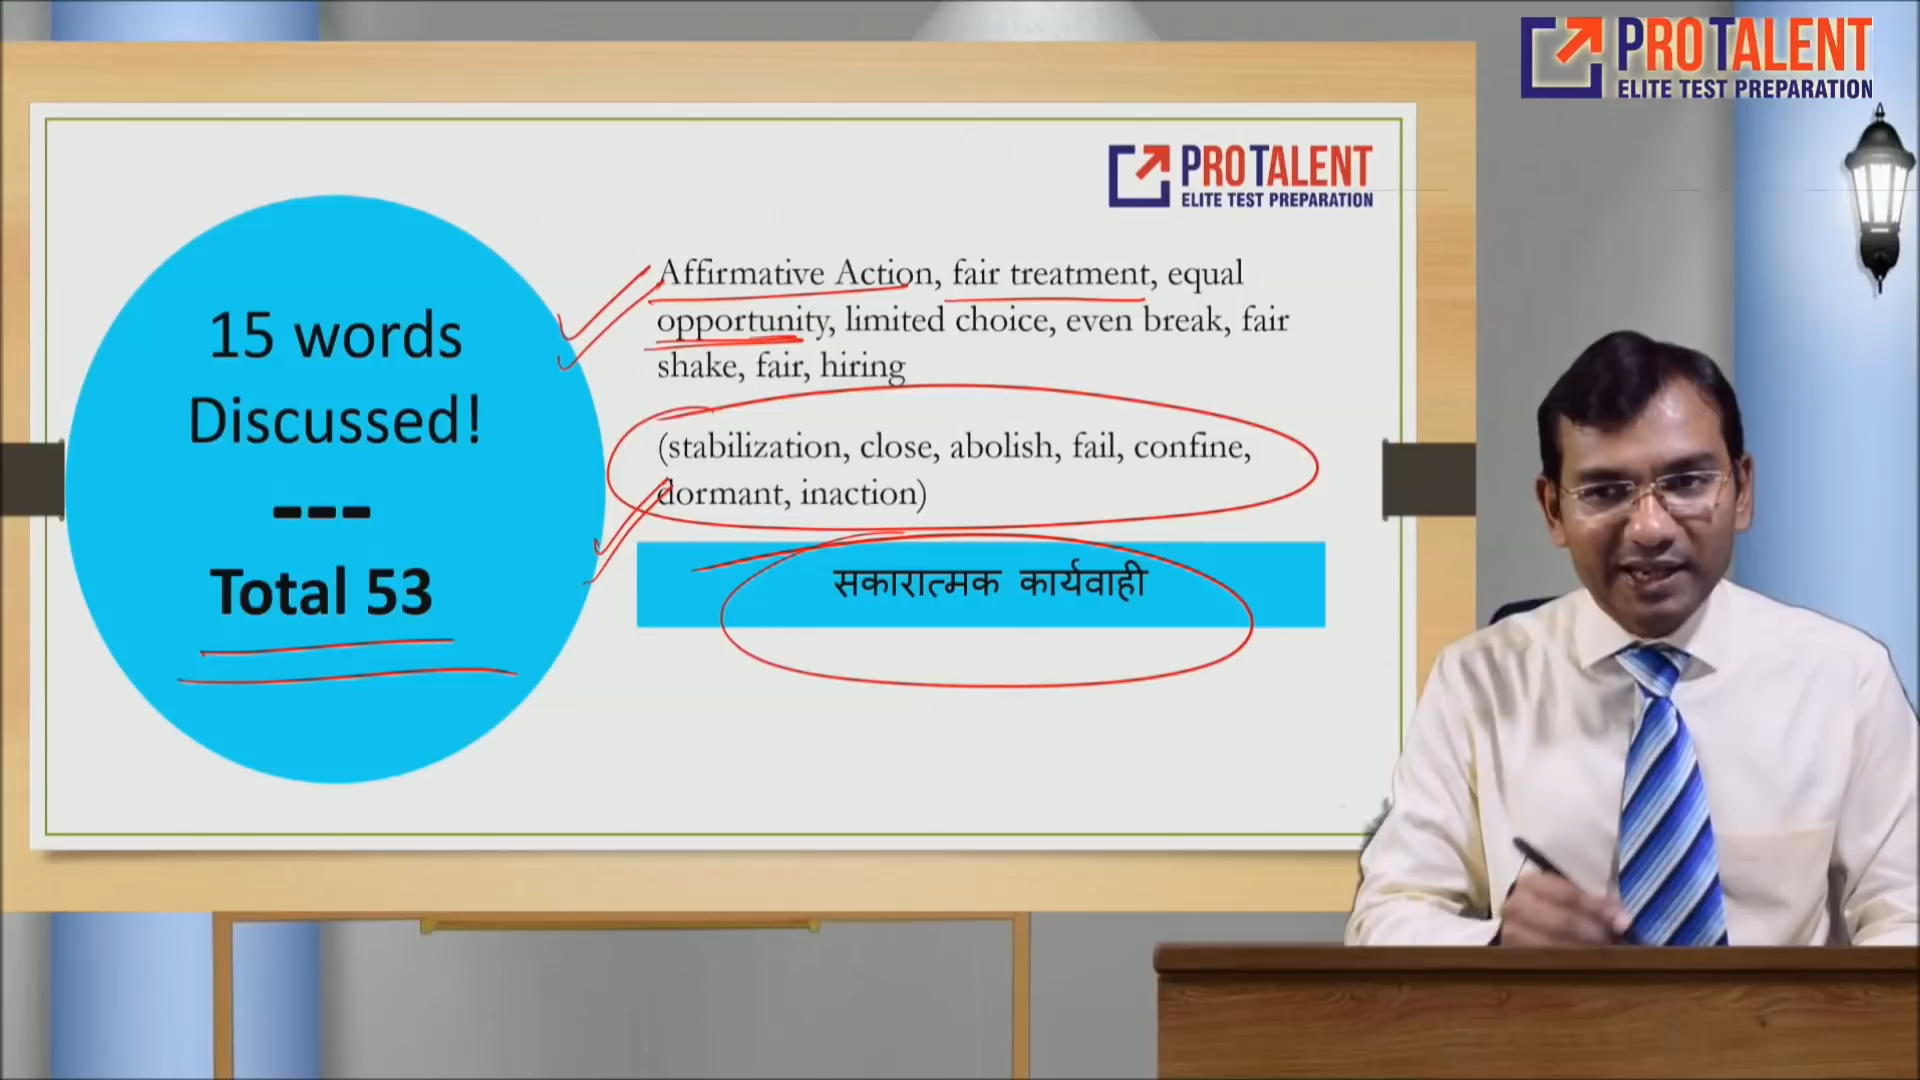 PROTALENT
ELITE TEST PREPARATION
PROTALENT
ELITE TEST PREPARATION
15 words
Discussed!
---
Total 53
Affirmative Action, fair treatment, equal
opportunity, limited choice, even break, fair
shake, fair, hiring
(stabilization, close, abolish, fail, confine,
dormant, inaction)
सकारात्मक कार्यवाही